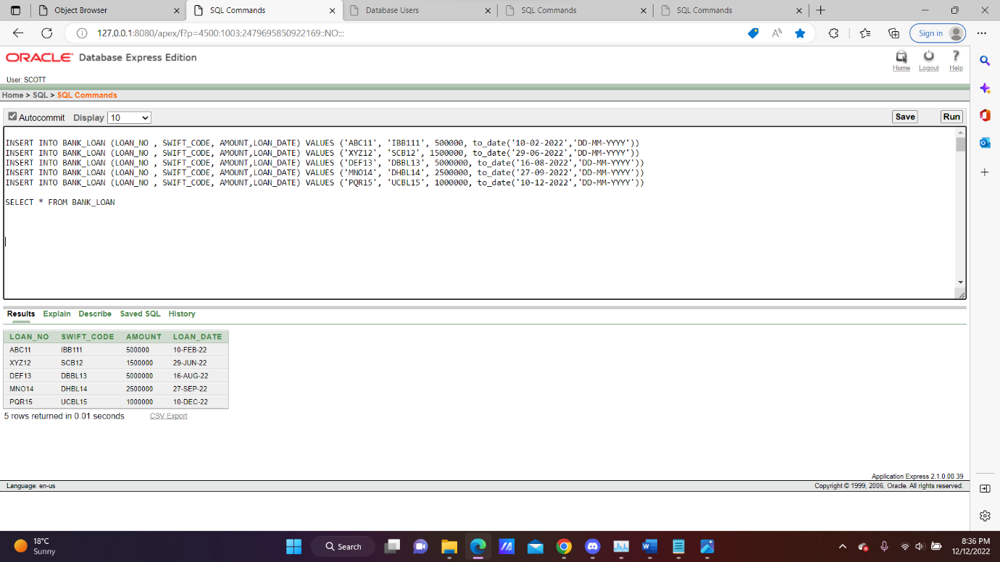 Object Browser
SQL Commands
Database Users
SQL Commands
SQL Commands
127.0.0.1:8080/apex/f?p=4500:1003:2479695850922169::NO:::
Sign in
ORACLE Database Express Edition
Home
Logout
Help
User: SCOTT
Home > SQL > SQL Commands
Autocommit Display 10
Save
Run
INSERT INTO BANK_LOAN (LOAN_NO , SWIFT_CODE, AMOUNT,LOAN_DATE) VALUES ('ABC11', 'IBB111', 500000, to_date('10-02-2022','DD-MM-YYYY'))
INSERT INTO BANK_LOAN (LOAN_NO , SWIFT_CODE, AMOUNT,LOAN_DATE) VALUES ('XYZ12', 'SCB12', 1500000, to_date('29-06-2022','DD-MM-YYYY'))
INSERT INTO BANK_LOAN (LOAN_NO , SWIFT_CODE, AMOUNT,LOAN_DATE) VALUES ('DEF13', 'DBBL13', 5000000, to_date('16-08-2022','DD-MM-YYYY'))
INSERT INTO BANK_LOAN (LOAN_NO , SWIFT_CODE, AMOUNT,LOAN_DATE) VALUES ('MNO14', 'DHBL14', 2500000, to_date('27-09-2022','DD-MM-YYYY'))
INSERT INTO BANK_LOAN (LOAN_NO , SWIFT_CODE, AMOUNT,LOAN_DATE) VALUES ('PQR15', 'UCBL15', 1000000, to_date('10-12-2022','DD-MM-YYYY'))
SELECT * FROM BANK_LOAN
Results Explain Describe Saved SQL History
LOAN_NO SWIFT_CODE AMOUNT LOAN_DATE
ABC11 IBB111 500000 10-FEB-22
XYZ12 SCB12 1500000 29-JUN-22
DEF13 DBBL13 5000000 16-AUG-22
MNO14 DHBL14 2500000 27-SEP-22
PQR15 UCBL15 1000000 10-DEC-22
5 rows returned in 0.01 seconds CSV Export
Application Express 2.1.0.00.39
Language: en-us Copyright © 1999, 2006, Oracle. All rights reserved.
18°C
Sunny
Search
8:36 PM
12/12/2022